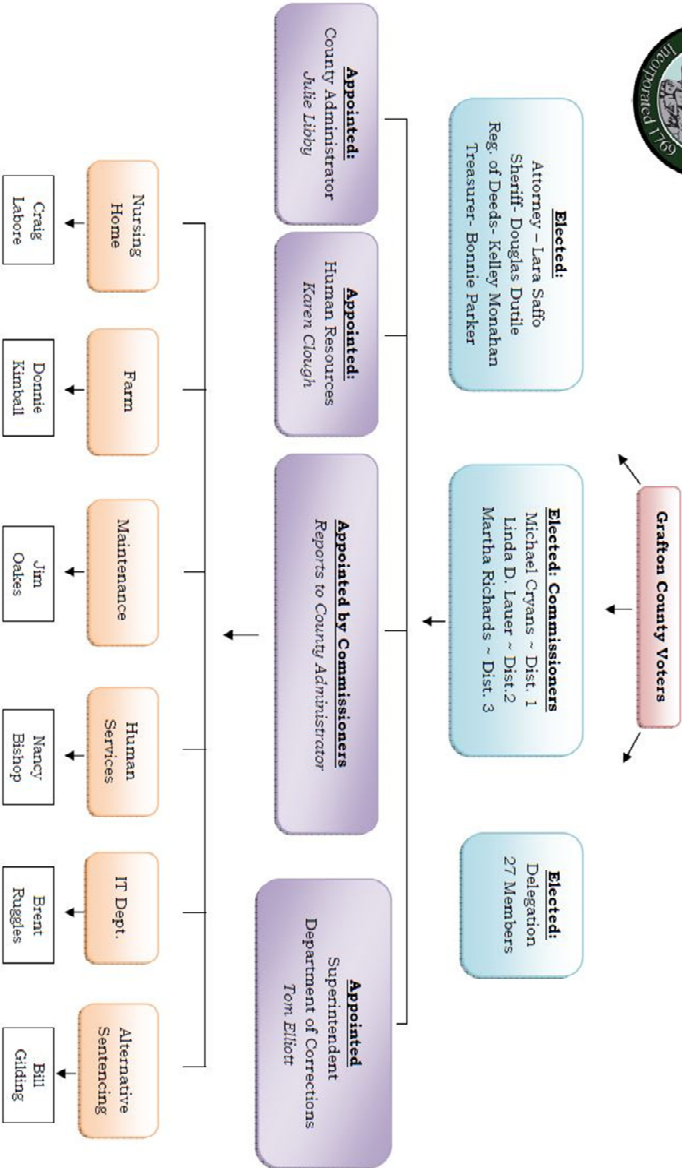 Incorporated 1769
Grafton County Voters
Elected:
Attorney – Lara Saffo
Sheriff- Douglas Dutile
Reg. of Deeds- Kelley Monahan
Treasurer- Bonnie Parker
Elected: Commissioners
Michael Cryans ~ Dist. 1
Linda D. Lauer ~ Dist.2
Martha Richards ~ Dist. 3
Elected:
Delegation
27 Members
Appointed:
County Administrator
Julie Libby
Appointed:
Human Resources
Karen Clough
Appointed by Commissioners
Reports to County Administrator
Appointed
Superintendent
Department of Corrections
Tom Elliott
Nursing
Home
Farm
Maintenance
Human
Services
IT Dept.
Alternative
Sentencing
Craig
Labore
Donnie
Kimball
Jim
Oakes
Nancy
Bishop
Brent
Ruggles
Bill
Gilding